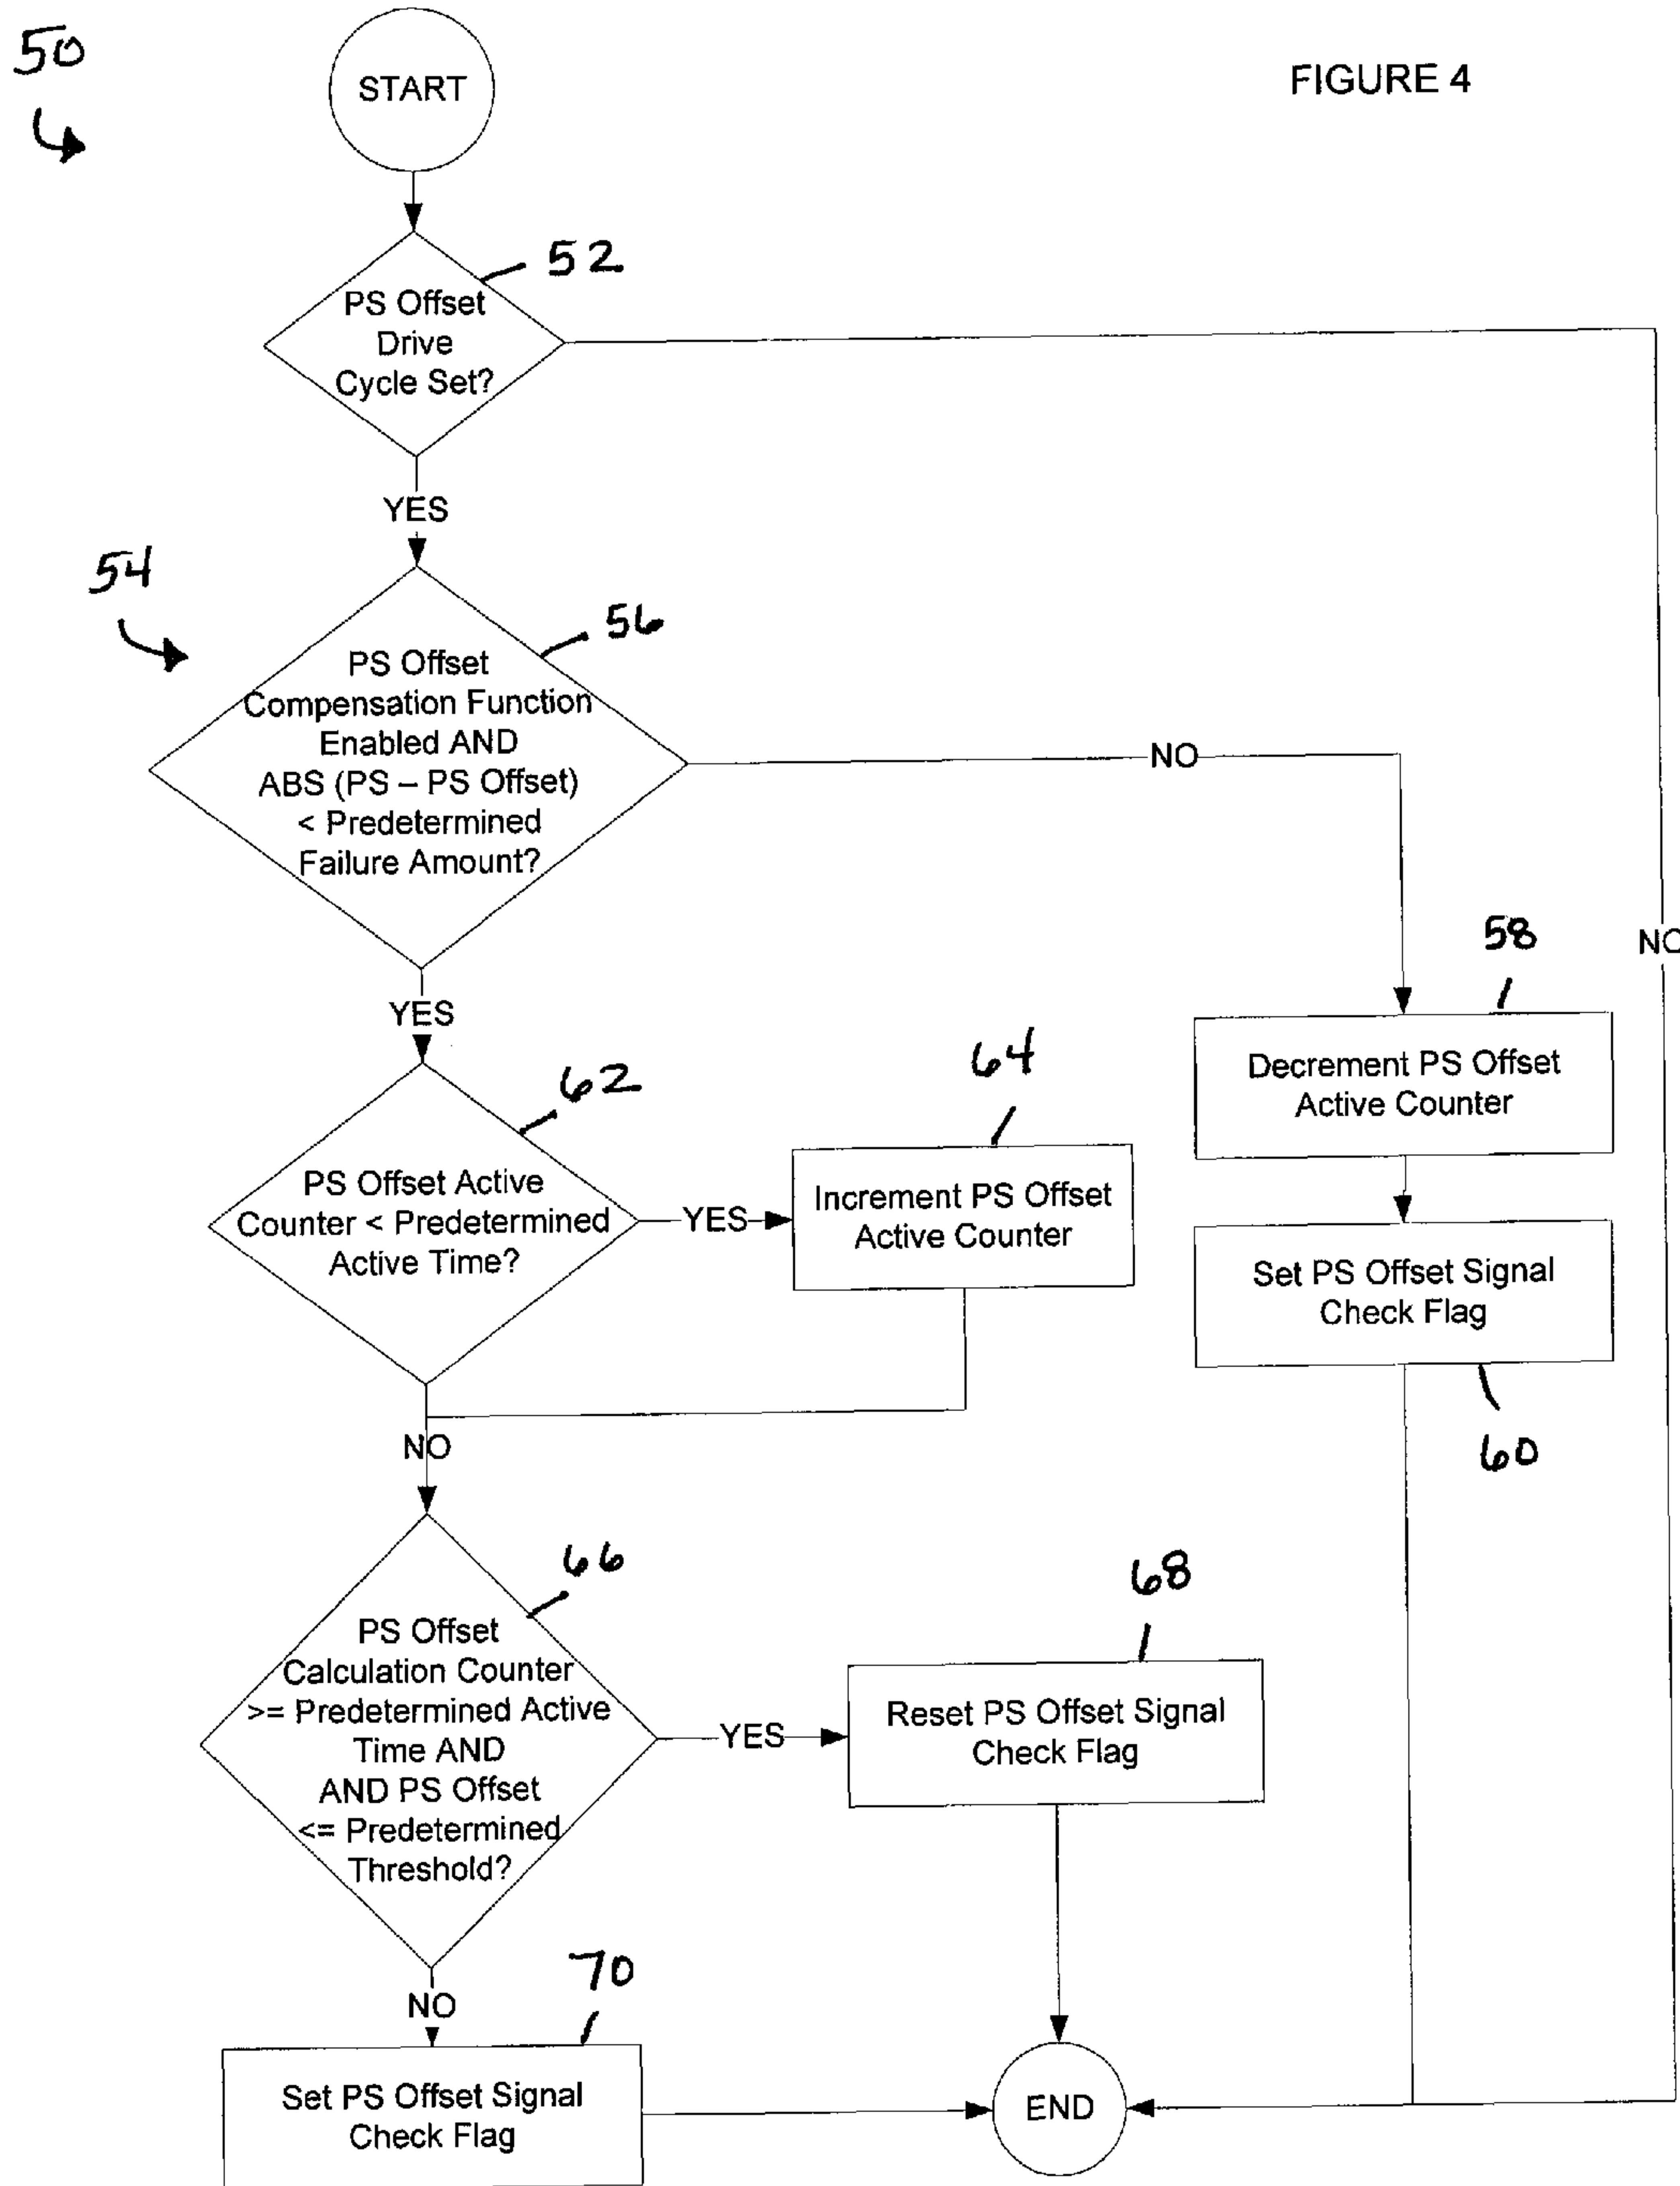 50
START
FIGURE 4
52
PS Offset
Drive
Cycle Set?
YES
54
56
PS Offset
Compensation Function
Enabled AND
ABS (PS – PS Offset)
< Predetermined
Failure Amount?
NO
NO
YES
58
Decrement PS Offset
Active Counter
62
PS Offset Active
Counter < Predetermined
Active Time?
YES
64
Increment PS Offset
Active Counter
Set PS Offset Signal
Check Flag
60
NO
66
PS Offset
Calculation Counter
>= Predetermined Active
Time AND
AND PS Offset
<= Predetermined
Threshold?
YES
68
Reset PS Offset Signal
Check Flag
NO
70
Set PS Offset Signal
Check Flag
END